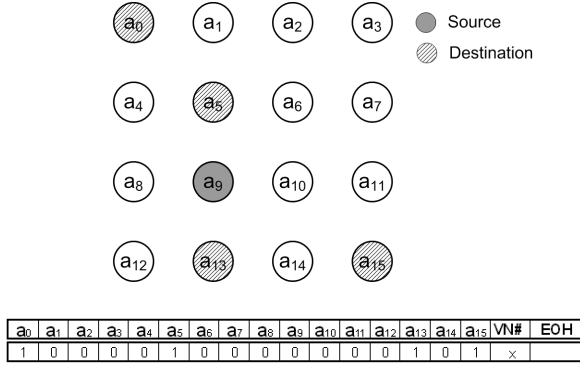 a0 a1 a2 a3 Source
Destination
a4 a5 a6 a7
a8 a9 a10 a11
a12 a13 a14 a15
a0 a1 a2 a3 a4 a5 a6 a7 a8 a9 a10 a11 a12 a13 a14 a15 VN# EOH
1 0 0 0 0 1 0 0 0 0 0 0 0 1 0 1 x